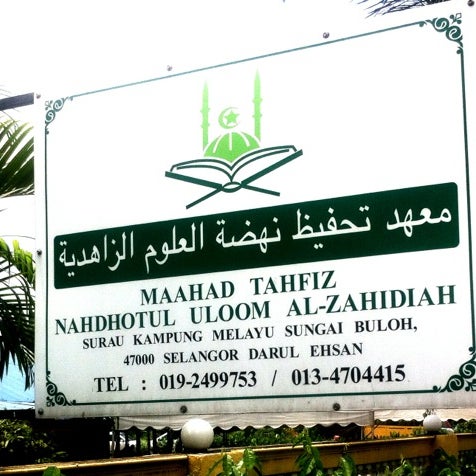 معهد تحفيظ نهضة العلوم الزاهدية
MAAHAD TAHFIZ
NAHDHOTUL ULOOM AL-ZAHIDIAH
SURAU KAMPUNG MELAYU SUNGAI BULOH,
47000 SELANGOR DARUL EHSAN
TEL : 019-2499753 / 013-4704415